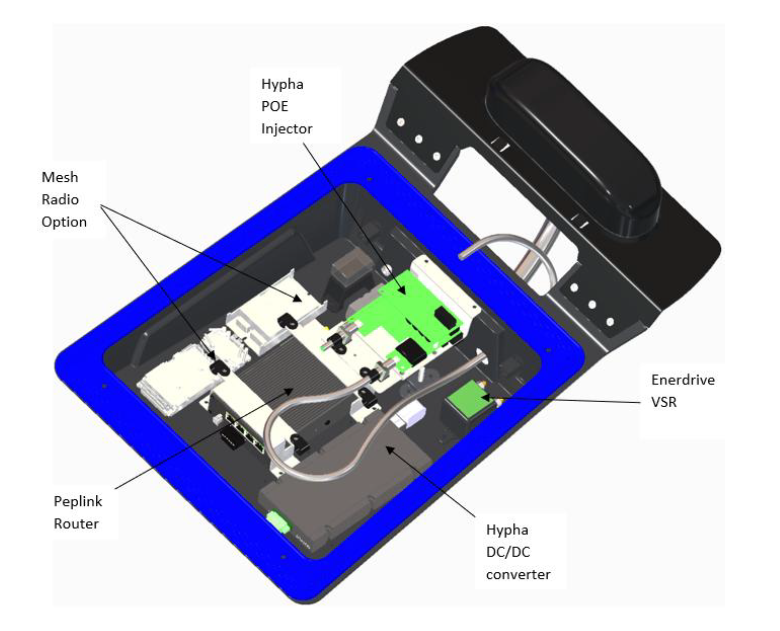 Hypha
POE
Injector
Mesh
Radio
Option
Enerdrive
VSR
Peplink
Router
Hypha
DC/DC
converter